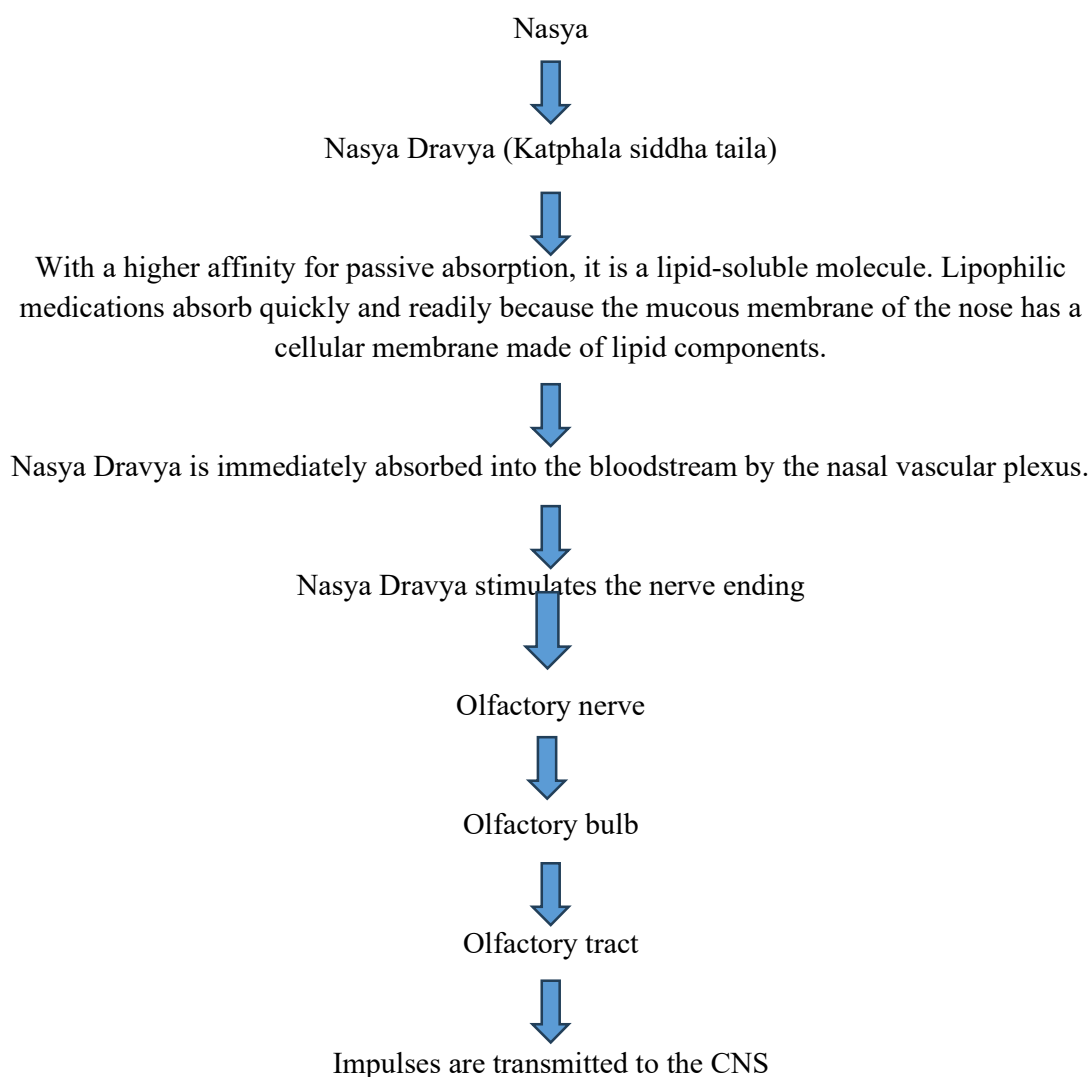 Nasya
Nasya Dravya (Katphala siddha taila)
With a higher affinity for passive absorption, it is a lipid-soluble molecule. Lipophilic
medications absorb quickly and readily because the mucous membrane of the nose has a
cellular membrane made of lipid components.
Nasya Dravya is immediately absorbed into the bloodstream by the nasal vascular plexus.
Nasya Dravya stimulates the nerve ending
Olfactory nerve
Olfactory bulb
Olfactory tract
Impulses are transmitted to the CNS